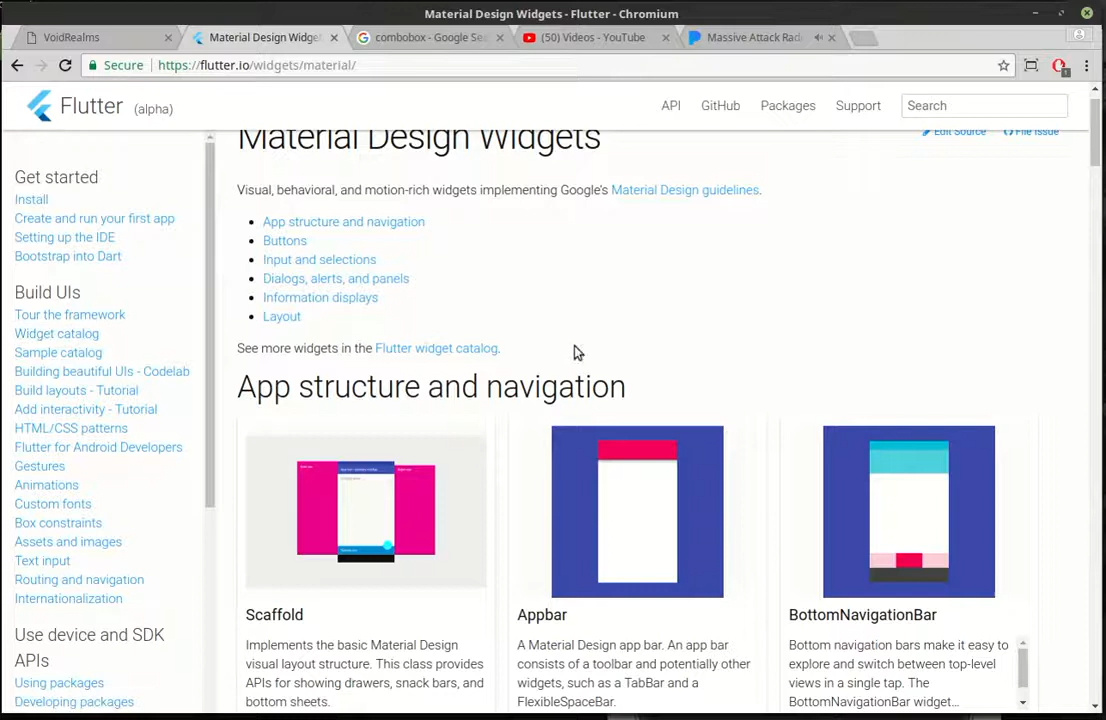 Material Design Widgets - Flutter - Chromium
VoidRealms
Material Design Widge
combobox - Google Se
(50) Videos - YouTube
Massive Attack Rad
Secure
https://flutter.io/widgets/material/
1
Flutter (alpha)
API
GitHub
Packages
Support
Search
Get started
Install
Create and run your first app
Setting up the IDE
Bootstrap into Dart
Build UIs
Tour the framework
Widget catalog
Sample catalog
Building beautiful UIs - Codelab
Build layouts - Tutorial
Add interactivity - Tutorial
HTML/CSS patterns
Flutter for Android Developers
Gestures
Animations
Custom fonts
Box constraints
Assets and images
Text input
Routing and navigation
Internationalization
Use device and SDK
APIs
Using packages
Developing packages
Material Design Widgets
Edit Source
File Issue
Visual, behavioral, and motion-rich widgets implementing Google's Material Design guidelines.
App structure and navigation
Buttons
Input and selections
Dialogs, alerts, and panels
Information displays
Layout
See more widgets in the Flutter widget catalog.
App structure and navigation
Scaffold
Implements the basic Material Design
visual layout structure. This class provides
APIs for showing drawers, snack bars, and
bottom sheets.
Appbar
A Material Design app bar. An app bar
consists of a toolbar and potentially other
widgets, such as a TabBar and a
FlexibleSpaceBar.
BottomNavigationBar
Bottom navigation bars make it easy to
explore and switch between top-level
views in a single tap. The
BottomNavigationBar widget...